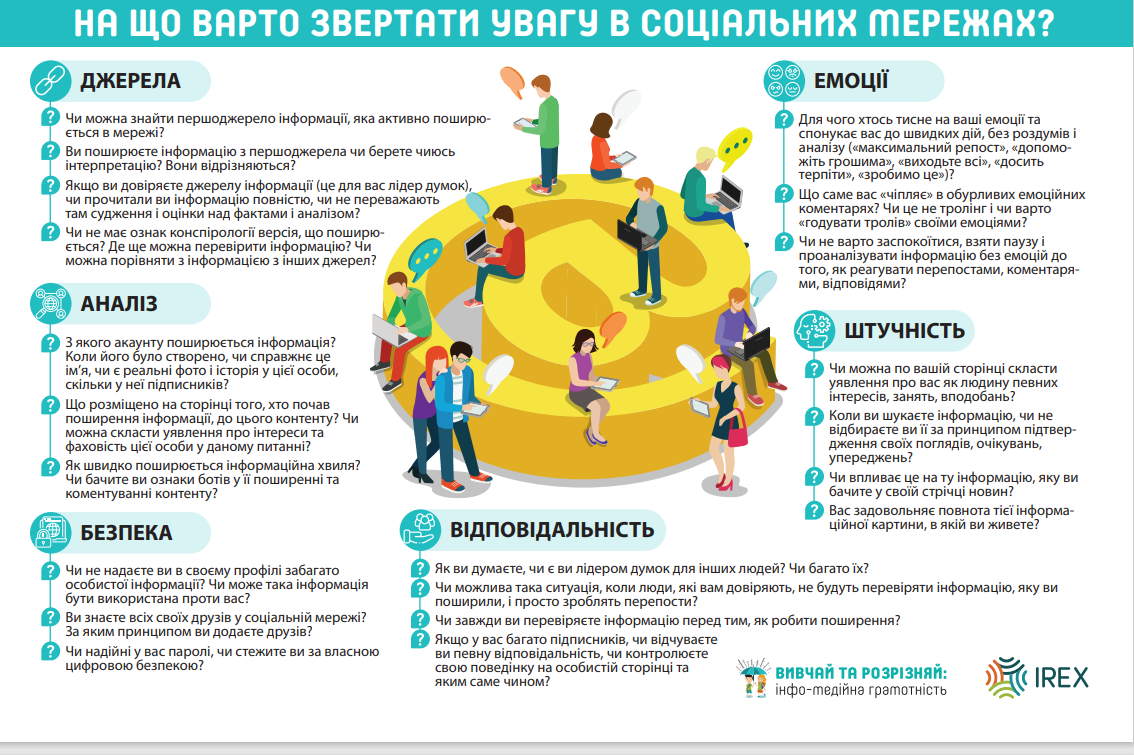 НА ЩО ВАРТО ЗВЕРТАТИ УВАГУ В СОЦІАЛЬНИХ МЕРЕЖАХ?
ДЖЕРЕЛА
Чи можна знайти першоджерело інформації, яка активно поширю-
ється в мережі?
Ви поширюєте інформацію з першоджерела чи берете чиюсь
інтерпретацію? Вони відрізняються?
Якщо ви довіряєте джерелу інформації (це для вас лідер думок),
чи прочитали ви інформацію повністю, чи не переважають
там судження і оцінки над фактами і аналізом?
Чи не має ознак конспірології версія, що поширю-
ється? Де ще можна перевірити інформацію? Чи
можна порівняти з інформацією з інших джерел?
АНАЛІЗ
З якого акаунту поширюється інформація?
Коли його було створено, чи справжнє це
ім’я, чи є реальні фото і історія у цієї особи,
скільки у неї підписників?
Що розміщено на сторінці того, хто почав
поширення інформації, до цього контенту? Чи
можна скласти уявлення про інтереси та
фаховість цієї особи у даному питанні?
Як швидко поширюється інформаційна хвиля?
Чи бачите ви ознаки ботів у її поширенні та
коментуванні контенту?
БЕЗПЕКА
Чи не надаєте ви в своєму профілі забагато
особистої інформації? Чи може така інформація
бути використана проти вас?
Ви знаєте всіх своїх друзів у соціальній мережі?
За яким принципом ви додаєте друзів?
Чи надійні у вас паролі, чи стежите ви за власною
цифровою безпекою?
ЕМОЦІЇ
Для чого хтось тисне на ваші емоції та
спонукає вас до швидких дій, без роздумів і
аналізу («максимальний репост», «допомо-
жіть грошима», «виходьте всі», «досить
терпіти», «зробимо це»)?
Що саме вас «чіпляє» в обурливих емоційних
коментарях? Чи це не тролінг і чи варто
«годувати тролів» своїми емоціями?
Чи не варто заспокоїтися, взяти паузу і
проаналізувати інформацію без емоцій до
того, як реагувати перепостами, коментаря-
ми, відповідями?
ШТУЧНІСТЬ
Чи можна по вашій сторінці скласти
уявлення про вас як людину певних
інтересів, занять, вподобань?
Коли ви шукаєте інформацію, чи не
відбираєте ви її за принципом підтвер-
дження своїх поглядів, очікувань,
упереджень?
Чи впливає це на ту інформацію, яку ви
бачите у своїй стрічці новин?
Вас задовольняє повнота тієї інформа-
ційної картини, в якій ви живете?
ВІДПОВІДАЛЬНІСТЬ
Як ви думаєте, чи є ви лідером думок для інших людей? Чи багато їх?
Чи можлива така ситуація, коли люди, які вам довіряють, не будуть перевіряти інформацію, яку ви
поширили, і просто зроблять перепости?
Чи завжди ви перевіряєте інформацію перед тим, як робити поширення?
Якщо у вас багато підписників, чи відчуваєте
ви певну відповідальність, чи контролюєте
свою поведінку на особистій сторінці та
яким саме чином?
ВИВЧАЙ ТА РОЗРІЗНЯЙ:
інфо-медійна грамотність
IREX